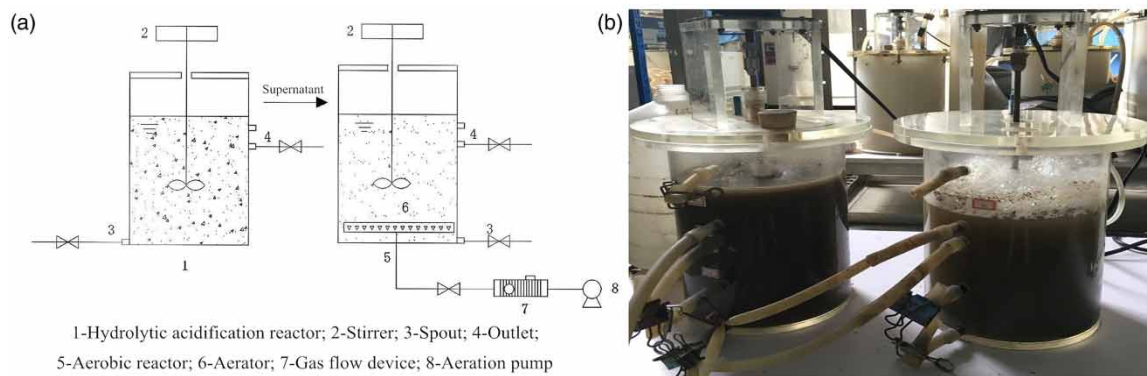 (a)
2
Supernatant
4
3
1
2
4
6
3
5
7
8
1-Hydrolytic acidification reactor; 2-Stirrer; 3-Spout; 4-Outlet;
5-Aerobic reactor; 6-Aerator; 7-Gas flow device; 8-Aeration pump
(b)